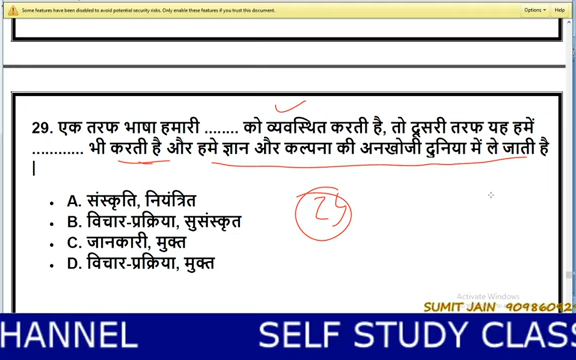 Some features have been disabled to avoid potential security risks. Only enable these features if you trust this document.
Options
Help
29. एक तरफ भाषा हमारी ........ को व्यवस्थित करती है, तो दूसरी तरफ यह हमें
............ भी करती है और हमे ज्ञान और कल्पना की अनखोजी दुनिया में ले जाती है
A. संस्कृति, नियंत्रित
B. विचार-प्रक्रिया, सुसंस्कृत
C. जानकारी, मुक्त
D. विचार-प्रक्रिया, मुक्त
Activate Windows
SUMIT JAIN
HANNEL SELF STUDY CLASS